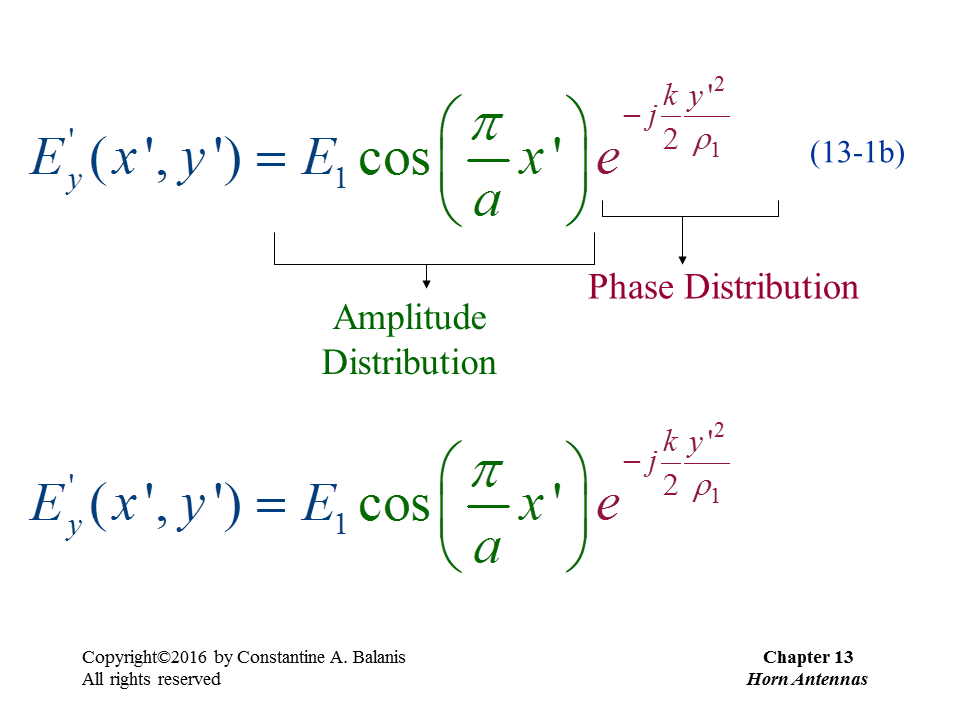 E'y(x', y') = E₁ cos(π/a x') e^(−j k/2 y'²/ρ₁) (13-1b)
Phase Distribution
Amplitude
Distribution
E'y(x', y') = E₁ cos(π/a x') e^(−j k/2 y'²/ρ₁)
Copyright©2016 by Constantine A. Balanis
All rights reserved
Chapter 13
Horn Antennas